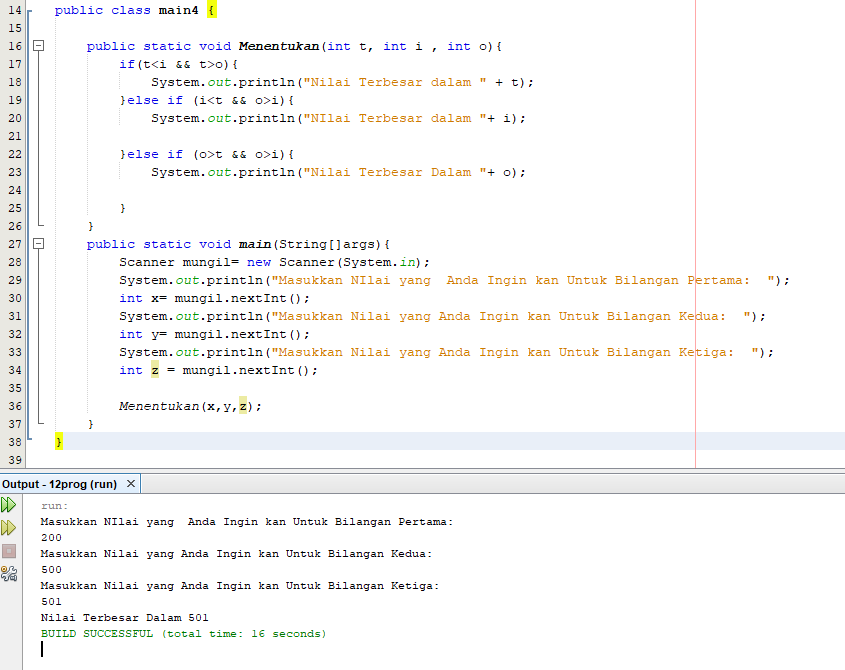 14 public class main4 {
15
16 public static void Menentukan(int t, int i , int o){
17 if(t<i && t>o){
18 System.out.println("Nilai Terbesar dalam " + t);
19 }else if (i<t && o>i){
20 System.out.println("NIlai Terbesar dalam "+ i);
21
22 }else if (o>t && o>i){
23 System.out.println("Nilai Terbesar Dalam "+ o);
24
25 }
26 }
27 public static void main(String[]args){
28 Scanner mungil= new Scanner(System.in);
29 System.out.println("Masukkan NIlai yang  Anda Ingin kan Untuk Bilangan Pertama:  ");
30 int x= mungil.nextInt();
31 System.out.println("Masukkan Nilai yang Anda Ingin kan Untuk Bilangan Kedua:  ");
32 int y= mungil.nextInt();
33 System.out.println("Masukkan Nilai yang Anda Ingin kan Untuk Bilangan Ketiga:  ");
34 int z = mungil.nextInt();
35
36 Menentukan(x,y,z);
37 }
38 }
39
Output - 12prog (run) ×
run:
Masukkan NIlai yang  Anda Ingin kan Untuk Bilangan Pertama:
200
Masukkan Nilai yang Anda Ingin kan Untuk Bilangan Kedua:
500
Masukkan Nilai yang Anda Ingin kan Untuk Bilangan Ketiga:
501
Nilai Terbesar Dalam 501
BUILD SUCCESSFUL (total time: 16 seconds)